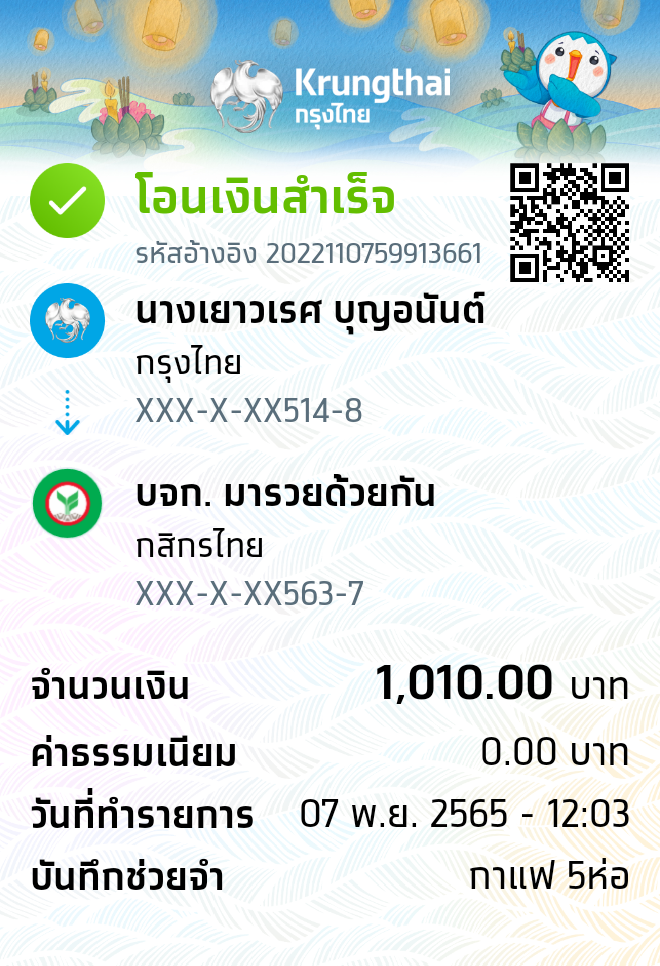 Krungthai
กรุงไทย
โอนเงินสำเร็จ
รหัสอ้างอิง 2022110759913661
นางเยาวเรศ บุญอนันต์
กรุงไทย
XXX-X-XX514-8
บจก. มารวยด้วยกัน
กสิกรไทย
XXX-X-XX563-7
จำนวนเงิน 1,010.00 บาท
ค่าธรรมเนียม 0.00 บาท
วันที่ทำรายการ 07 พ.ย. 2565 - 12:03
บันทึกช่วยจำ กาแฟ 5ห่อ